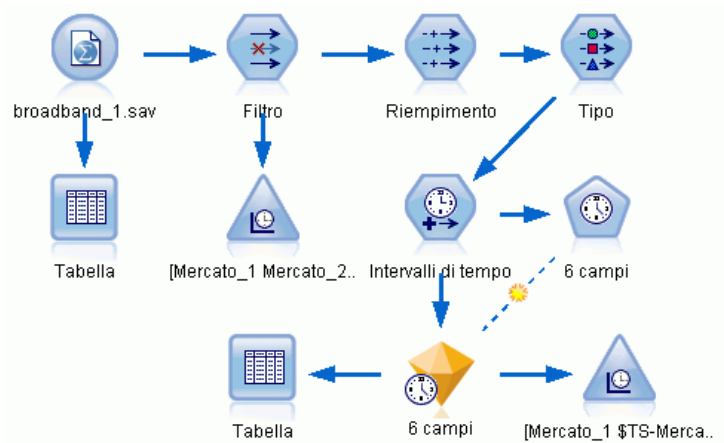 broadband_1.sav
Filtro
Riempimento
Tipo
Tabella
[Mercato_1 Mercato_2..
Intervalli di tempo
6 campi
Tabella
6 campi
[Mercato_1 $TS-Merca..